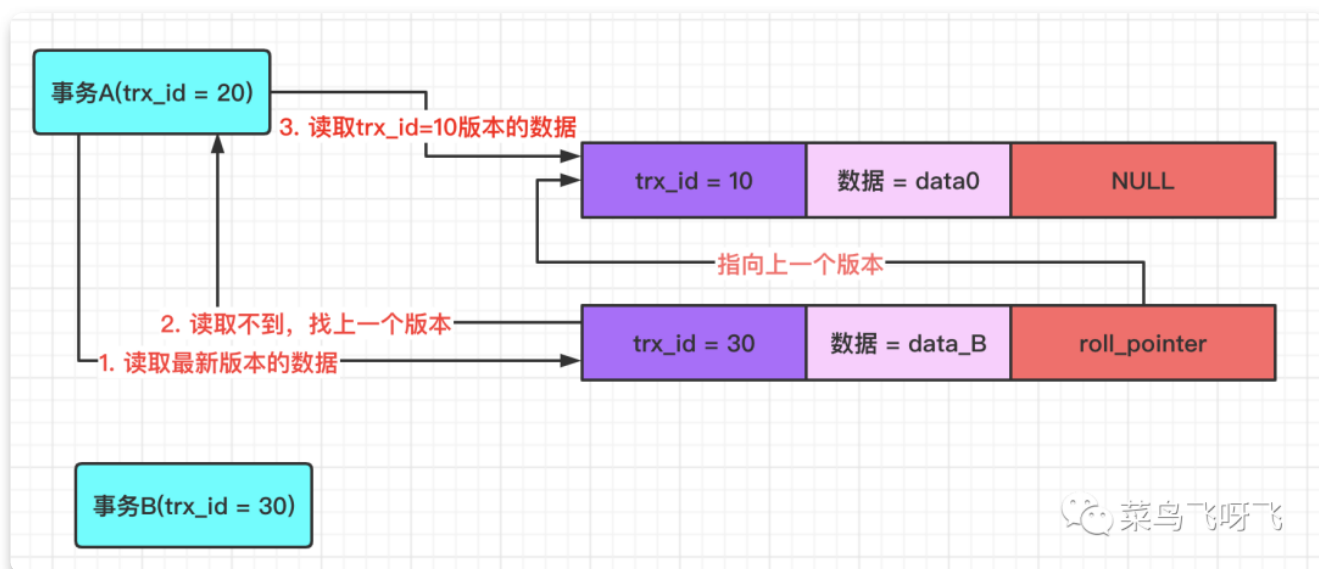 事务A(trx_id = 20)
3. 读取trx_id=10版本的数据
trx_id = 10
数据 = data0
NULL
指向上一个版本
2. 读取不到，找上一个版本
1. 读取最新版本的数据
trx_id = 30
数据 = data_B
roll_pointer
事务B(trx_id = 30)
菜鸟飞呀飞